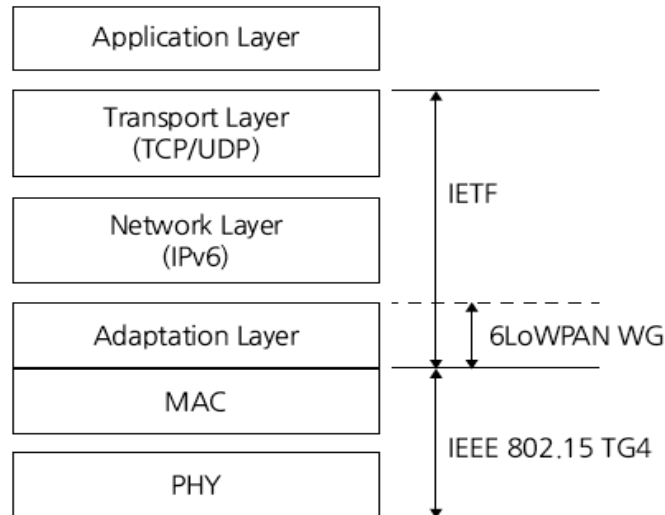 Application Layer
Transport Layer
(TCP/UDP)
IETF
Network Layer
(IPv6)
Adaptation Layer
6LoWPAN WG
MAC
IEEE 802.15 TG4
PHY